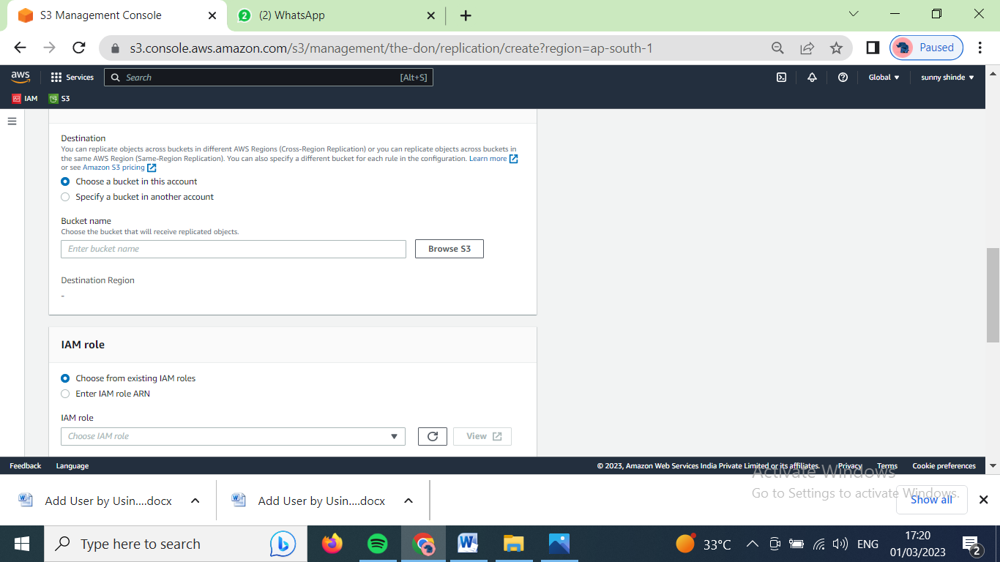 S3 Management Console
2 (2) WhatsApp
s3.console.aws.amazon.com/s3/management/the-don/replication/create?region=ap-south-1
Paused
aws Services Search [Alt+S] Global sunny shinde
IAM S3
Destination
You can replicate objects across buckets in different AWS Regions (Cross-Region Replication) or you can replicate objects across buckets in
the same AWS Region (Same-Region Replication). You can also specify a different bucket for each rule in the configuration. Learn more
or see Amazon S3 pricing
Choose a bucket in this account
Specify a bucket in another account
Bucket name
Choose the bucket that will receive replicated objects.
Enter bucket name Browse S3
Destination Region
-
IAM role
Choose from existing IAM roles
Enter IAM role ARN
IAM role
Choose IAM role View
Feedback Language © 2023, Amazon Web Services India Private Limited or its affiliates. Privacy Terms Cookie preferences
Activate Windows
Go to Settings to activate Windows.
Add User by Usin....docx Add User by Usin....docx Show all
Type here to search 33°C ENG 17:20
01/03/2023 2